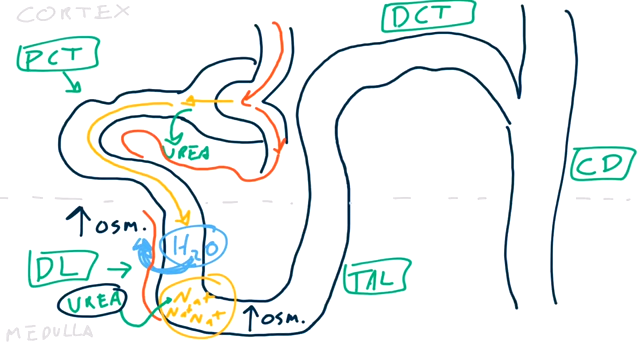 CORTEX
DCT
PCT
UREA
CD
↑ OSM.
H2O
DL
TAL
UREA
Na+
Na+ Na+
↑ OSM.
MEDULLA